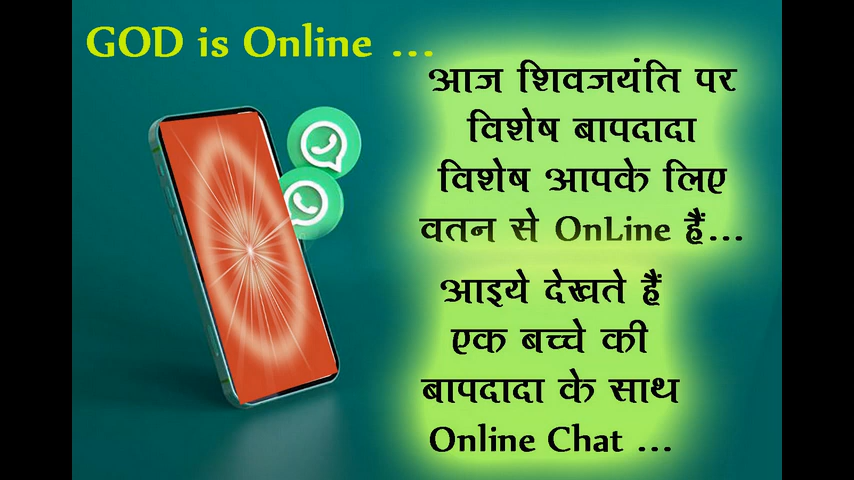 GOD is Online ...
आज शिवजयंति पर
विशेष बापदादा
विशेष आपके लिए
वतन से OnLine हैं...
आइये देखते हैं
एक बच्चे की
बापदादा के साथ
Online Chat ...